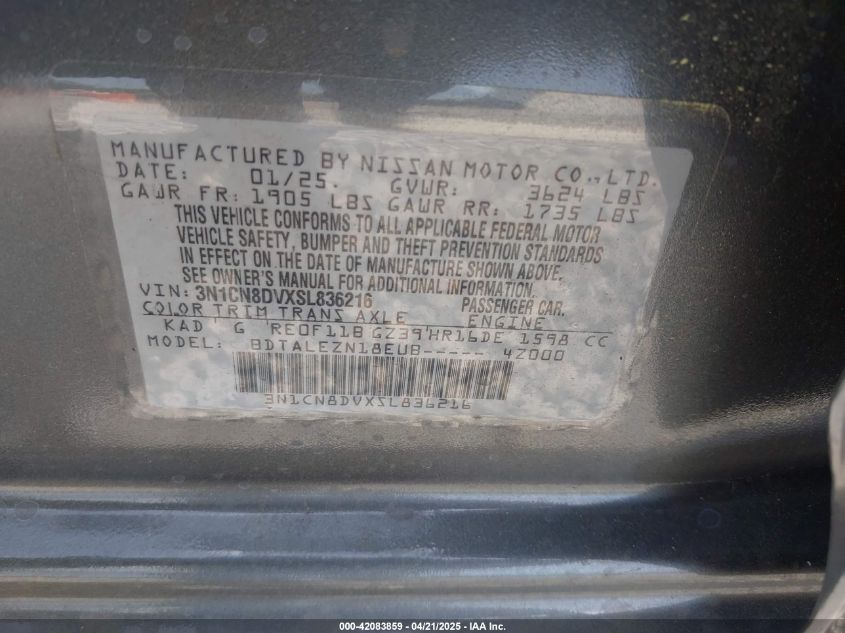 MANUFACTURED BY NISSAN MOTOR CO., LTD.
DATE: 01/25. GVWR: 3624 LBS
GAWR FR: 1905 LBS GAWR RR: 1735 LBS
THIS VEHICLE CONFORMS TO ALL APPLICABLE FEDERAL MOTOR
VEHICLE SAFETY, BUMPER AND THEFT PREVENTION STANDARDS
IN EFFECT ON THE DATE OF MANUFACTURE SHOWN ABOVE.
SEE OWNER'S MANUAL FOR ADDITIONAL INFORMATION
VIN: 3N1CN8DVXSL836216 PASSENGER CAR.
COLOR TRIM TRANS AXLE ENGINE
KAD G RE0F11B GZ39 HR16DE 1598 CC
MODEL: BDTALEZN18EUB----- 4Z000
3N1CN8DVXSL836216
000-42083859 - 04/21/2025 - IAA Inc.